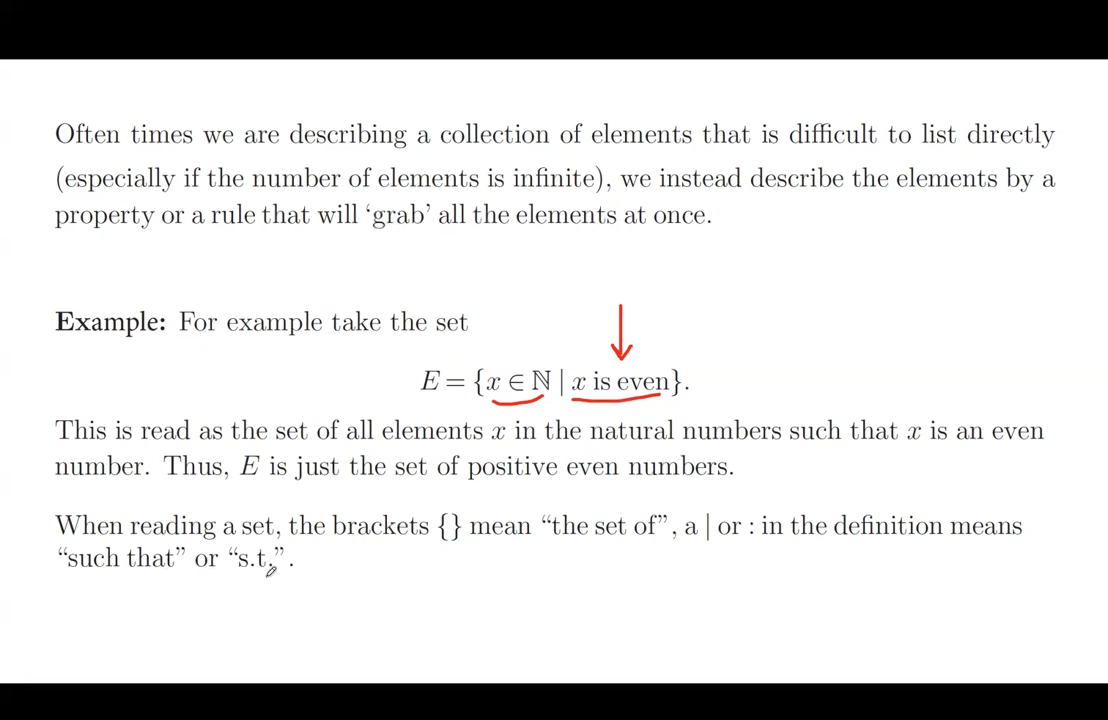 Often times we are describing a collection of elements that is difficult to list directly
(especially if the number of elements is infinite), we instead describe the elements by a
property or a rule that will ‘grab’ all the elements at once.
Example: For example take the set
E = {x ∈ ℕ | x is even}.
This is read as the set of all elements x in the natural numbers such that x is an even
number. Thus, E is just the set of positive even numbers.
When reading a set, the brackets {} mean “the set of”, a | or : in the definition means
“such that” or “s.t.”.